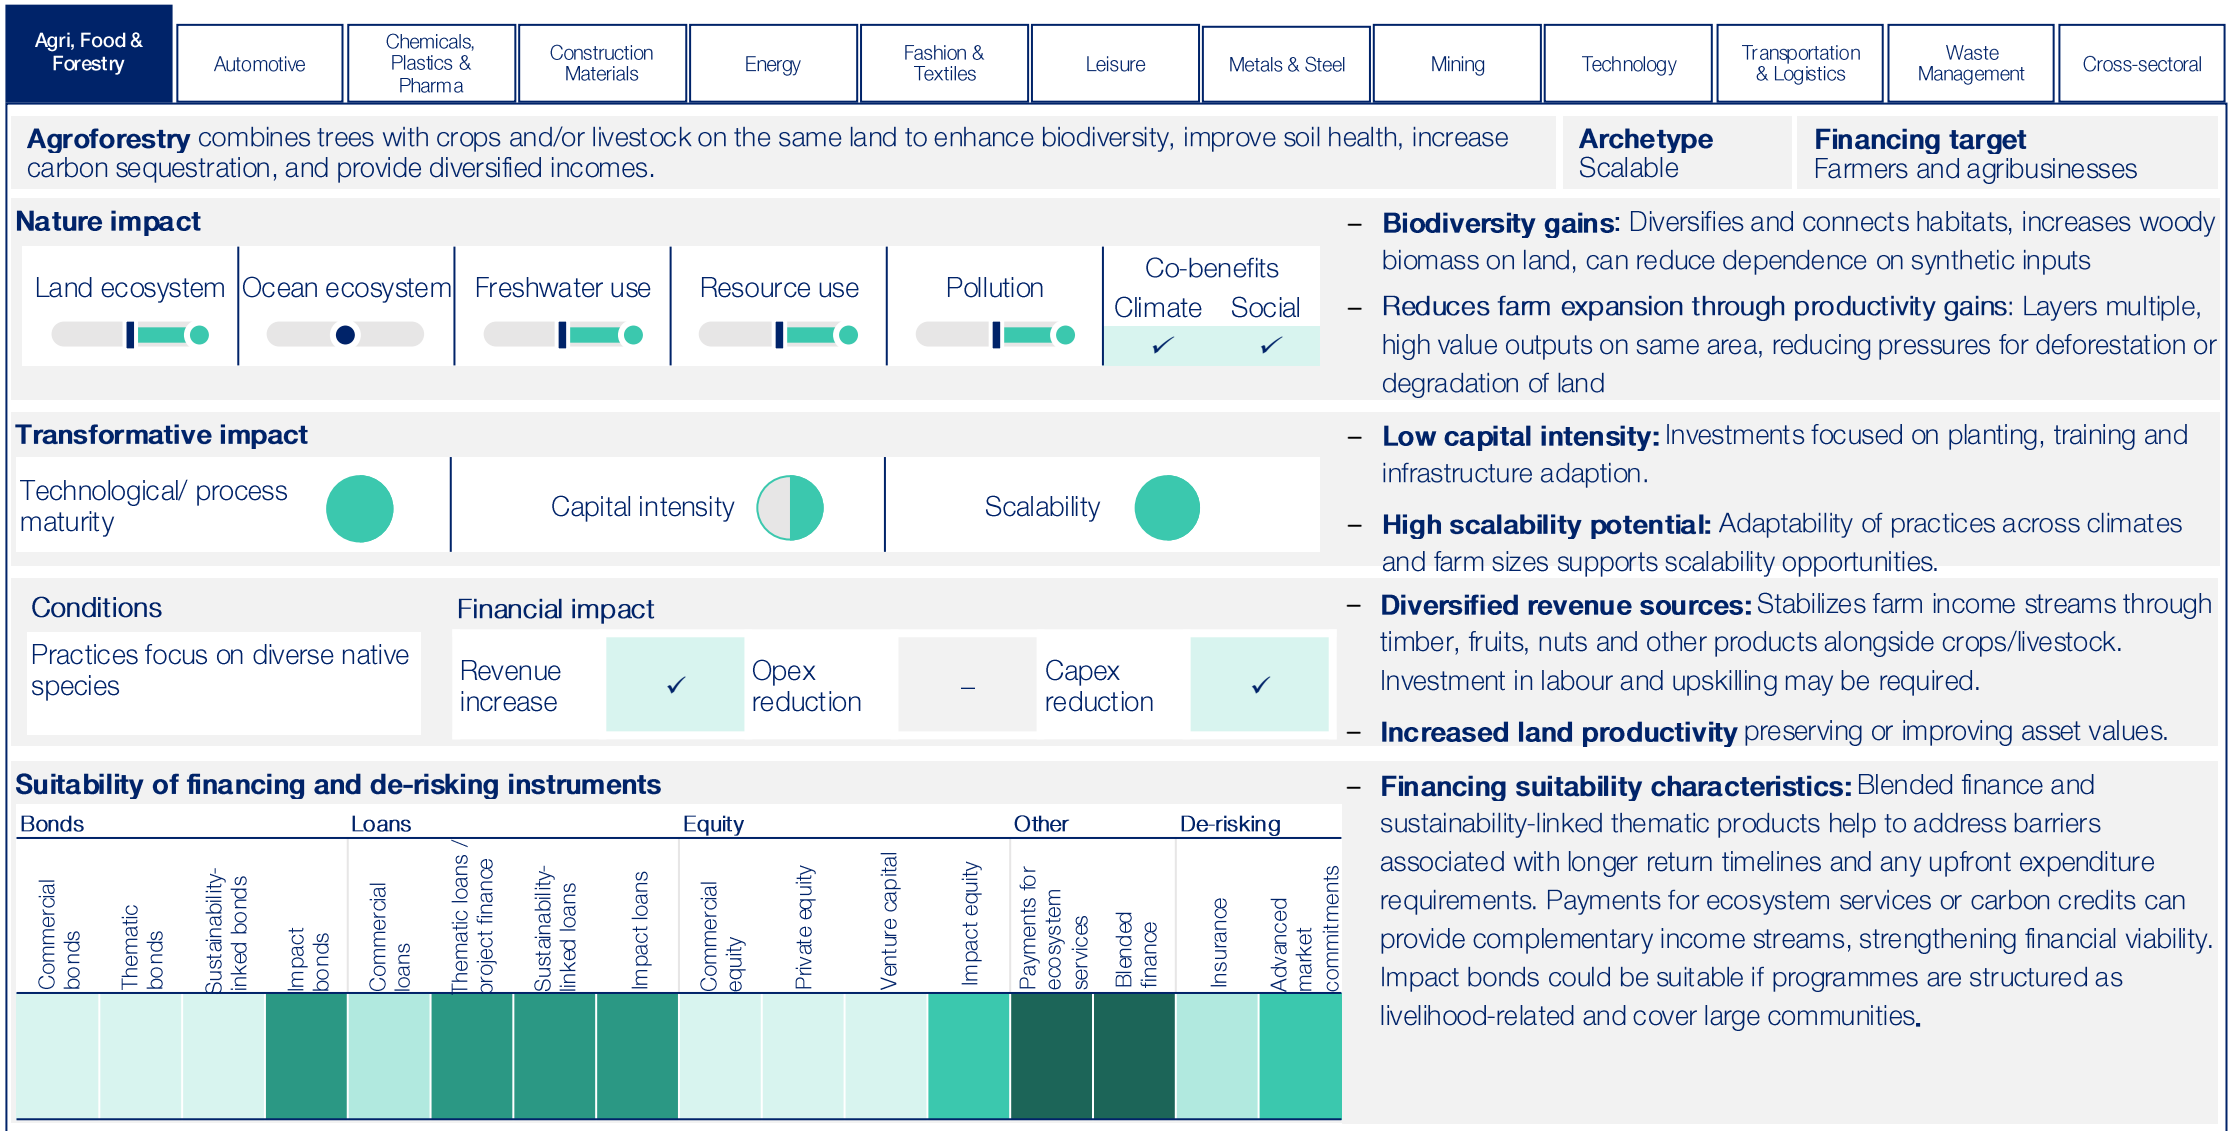 Agri, Food &
Forestry
Automotive
Chemicals,
Plastics &
Pharma
Construction
Materials
Energy
Fashion &
Textiles
Leisure
Metals & Steel
Mining
Technology
Transportation
& Logistics
Waste
Management
Cross-sectoral
Agroforestry combines trees with crops and/or livestock on the same land to enhance biodiversity, improve soil health, increase
carbon sequestration, and provide diversified incomes.
Archetype
Scalable
Financing target
Farmers and agribusinesses
Nature impact
Land ecosystem
Ocean ecosystem
Freshwater use
Resource use
Pollution
Co-benefits
Climate
Social
✓
✓
– Biodiversity gains: Diversifies and connects habitats, increases woody
biomass on land, can reduce dependence on synthetic inputs
– Reduces farm expansion through productivity gains: Layers multiple,
high value outputs on same area, reducing pressures for deforestation or
degradation of land
Transformative impact
Technological/ process
maturity
Capital intensity
Scalability
– Low capital intensity: Investments focused on planting, training and
infrastructure adaption.
– High scalability potential: Adaptability of practices across climates
and farm sizes supports scalability opportunities.
Conditions
Practices focus on diverse native
species
Financial impact
Revenue
increase
✓
Opex
reduction
–
Capex
reduction
✓
– Diversified revenue sources: Stabilizes farm income streams through
timber, fruits, nuts and other products alongside crops/livestock.
Investment in labour and upskilling may be required.
– Increased land productivity preserving or improving asset values.
Suitability of financing and de-risking instruments
Bonds
Loans
Equity
Other
De-risking
Commercial
bonds
Thematic
bonds
Sustainability-
linked bonds
Impact
bonds
Commercial
loans
Thematic loans /
project finance
Sustainability-
linked loans
Impact loans
Commercial
equity
Private equity
Venture capital
Impact equity
Payments for
ecosystem
services
Blended
finance
Insurance
Advanced
market
commitments
– Financing suitability characteristics: Blended finance and
sustainability-linked thematic products help to address barriers
associated with longer return timelines and any upfront expenditure
requirements. Payments for ecosystem services or carbon credits can
provide complementary income streams, strengthening financial viability.
Impact bonds could be suitable if programmes are structured as
livelihood-related and cover large communities.